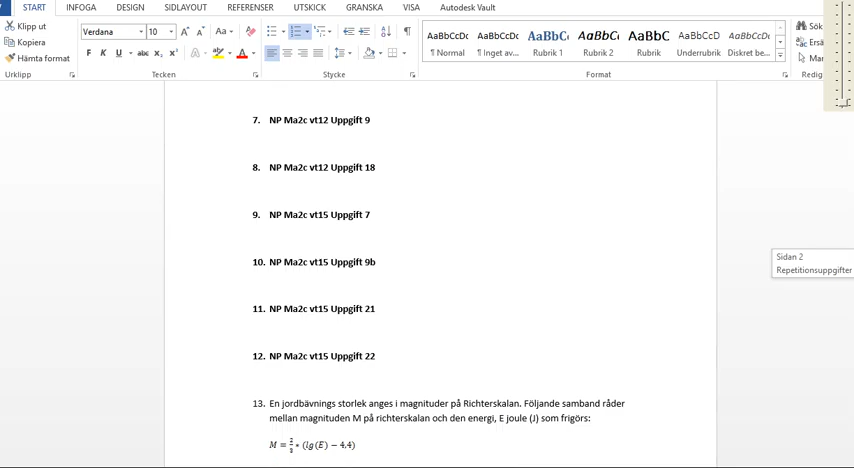 START INFOGA DESIGN SIDLAYOUT REFERENSER UTSKICK GRANSKA VISA Autodesk Vault
Klipp ut
Kopiera
Hämta format
Urklipp
Verdana 10
F K U abc x₂ x²
Tecken
Stycke
AaBbCcDc AaBbCcDc AaBbCc AaBbCc AaBbC AaBbCcD AaBbCcDc
¶ Normal ¶ Inget av... Rubrik 1 Rubrik 2 Rubrik Underrubrik Diskret be...
Format
Sök
Ersä
Mar
Redig
7. NP Ma2c vt12 Uppgift 9
8. NP Ma2c vt12 Uppgift 18
9. NP Ma2c vt15 Uppgift 7
10. NP Ma2c vt15 Uppgift 9b
11. NP Ma2c vt15 Uppgift 21
12. NP Ma2c vt15 Uppgift 22
13. En jordbävnings storlek anges i magnituder på Richterskalan. Följande samband råder
mellan magnituden M på richterskalan och den energi, E joule (J) som frigörs:
M = 2/3 * (lg(E) − 4,4)
Sidan 2
Repetitionsuppgifter